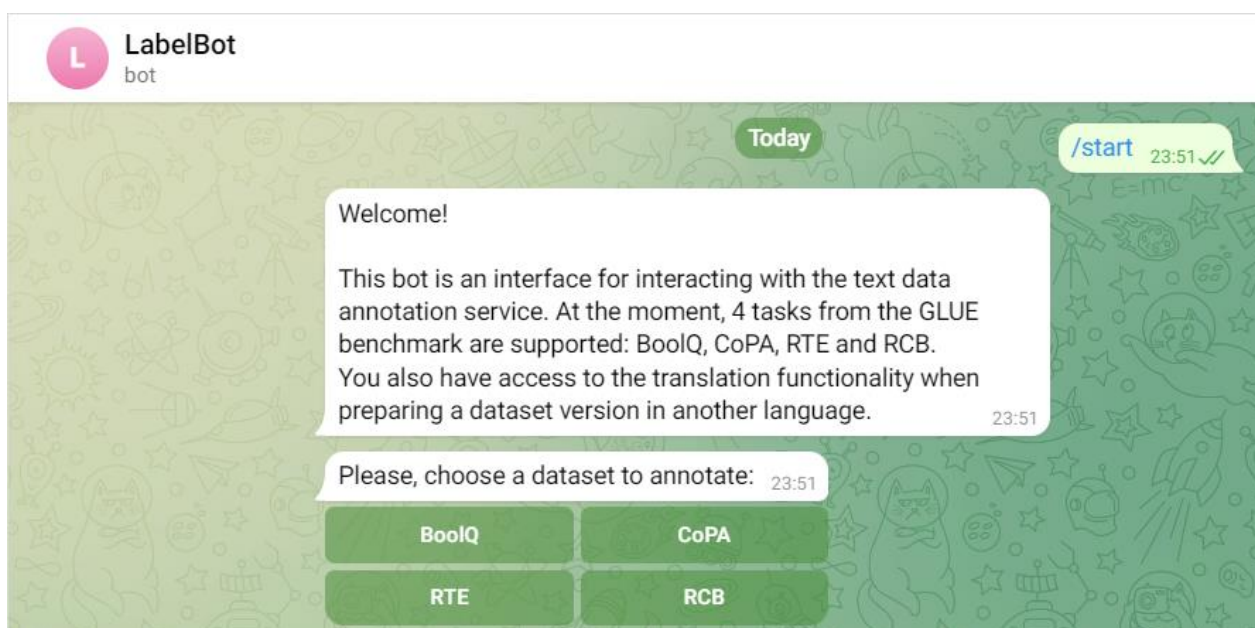 L
LabelBot
bot
Today
/start 23:51
E=mc²
Welcome!
This bot is an interface for interacting with the text data
annotation service. At the moment, 4 tasks from the GLUE
benchmark are supported: BoolQ, CoPA, RTE and RCB.
You also have access to the translation functionality when
preparing a dataset version in another language. 23:51
Please, choose a dataset to annotate: 23:51
BoolQ CoPA
RTE RCB